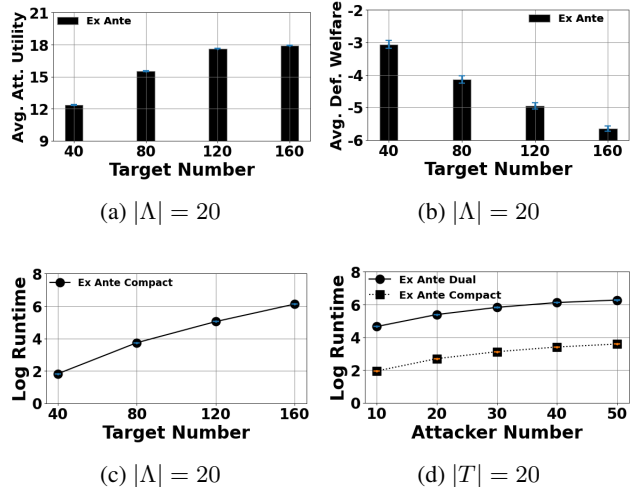 Avg. Att. Utility
21
18
15
12
9
Ex Ante
40 80 120 160
Target Number
(a) |Λ| = 20
Avg. Def. Welfare
-2
-3
-4
-5
-6
Ex Ante
40 80 120 160
Target Number
(b) |Λ| = 20
Log Runtime
8
6
4
2
0
Ex Ante Compact
40 80 120 160
Target Number
(c) |Λ| = 20
Log Runtime
8
6
4
2
0
Ex Ante Dual
Ex Ante Compact
10 20 30 40 50
Attacker Number
(d) |T| = 20